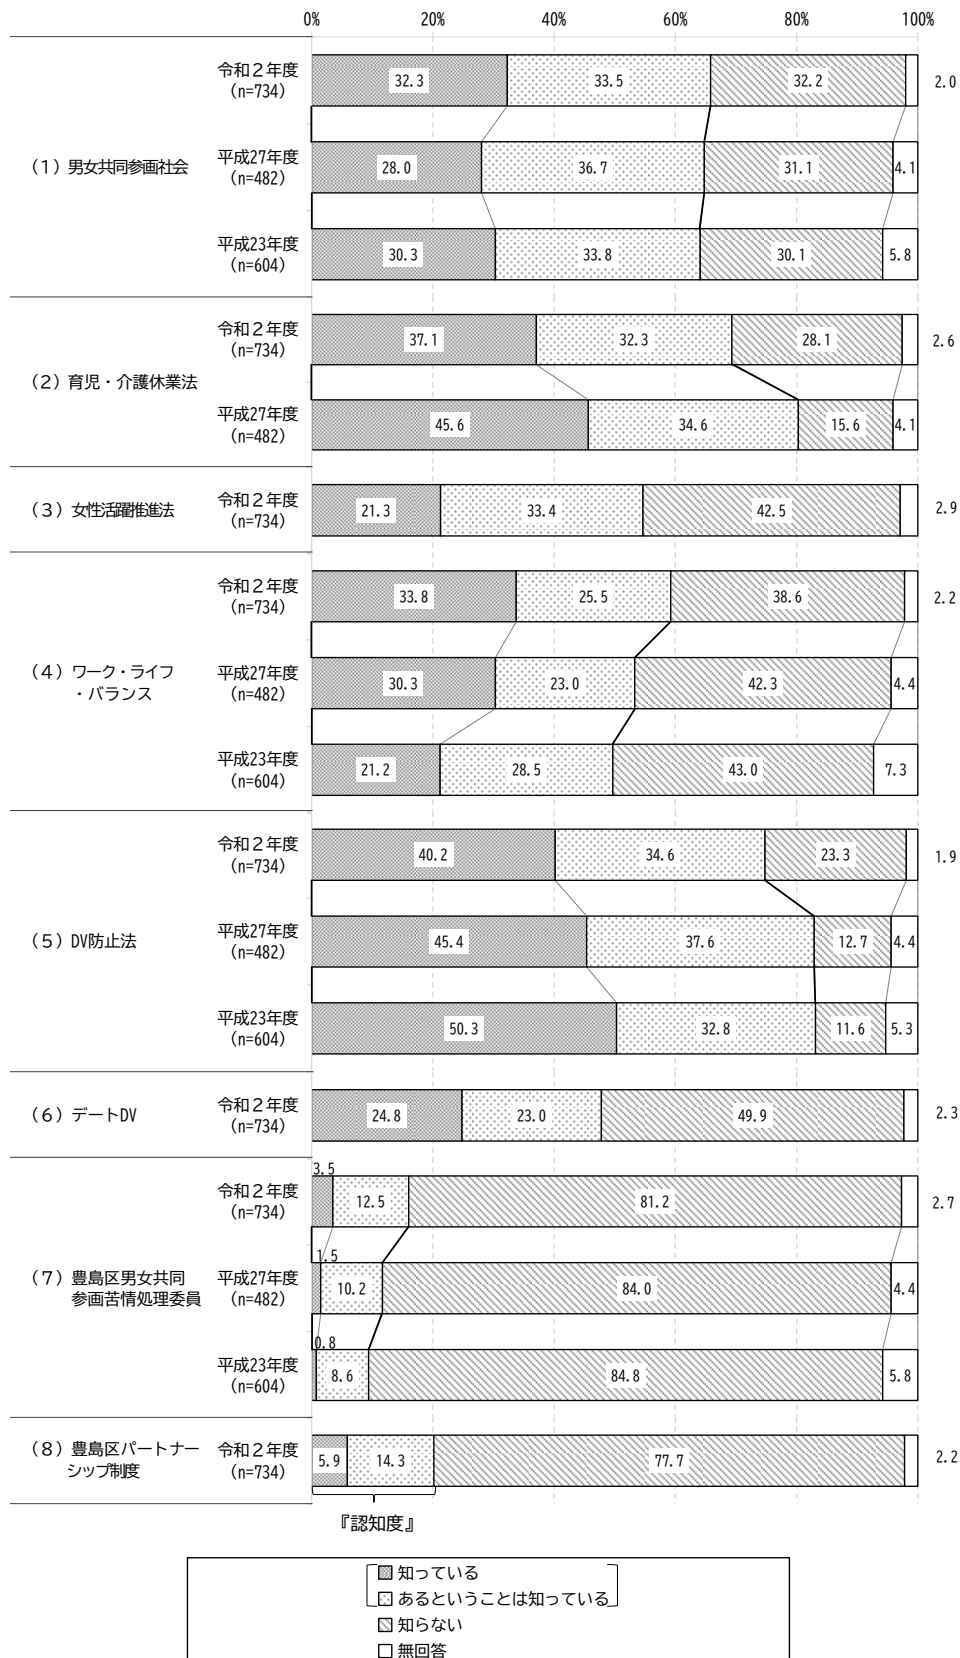 0% 20% 40% 60% 80% 100%
令和２年度
（n=734）
32.3 33.5 32.2 2.0
（1）男女共同参画社会
平成27年度
（n=482）
28.0 36.7 31.1 4.1
平成23年度
（n=604）
30.3 33.8 30.1 5.8
令和２年度
（n=734）
37.1 32.3 28.1 2.6
（2）育児・介護休業法
平成27年度
（n=482）
45.6 34.6 15.6 4.1
（3）女性活躍推進法
令和２年度
（n=734）
21.3 33.4 42.5 2.9
令和２年度
（n=734）
33.8 25.5 38.6 2.2
（4）ワーク・ライフ
・バランス
平成27年度
（n=482）
30.3 23.0 42.3 4.4
平成23年度
（n=604）
21.2 28.5 43.0 7.3
令和２年度
（n=734）
40.2 34.6 23.3 1.9
（5）DV防止法
平成27年度
（n=482）
45.4 37.6 12.7 4.4
平成23年度
（n=604）
50.3 32.8 11.6 5.3
（6）デートDV
令和２年度
（n=734）
24.8 23.0 49.9 2.3
令和２年度
（n=734）
3.5 12.5 81.2 2.7
（7）豊島区男女共同
参画苦情処理委員
平成27年度
（n=482）
1.5 10.2 84.0 4.4
平成23年度
（n=604）
0.8 8.6 84.8 5.8
（8）豊島区パートナー
シップ制度
令和２年度
（n=734）
5.9 14.3 77.7 2.2
『認知度』
知っている
あるということは知っている
知らない
無回答